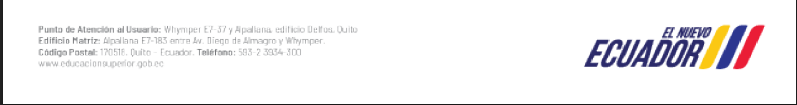 Punto de Atención al Usuario: Whymper E7-37 y Alpallana, edificio Delfos, Quito
Edificio Matriz: Alpallana E7-183 entre Av. Diego de Almagro y Whymper.
Código Postal: 170516. Quito - Ecuador. Teléfono: 593-2 3934-300
www.educacionsuperior.gob.ec
EL NUEVO
ECUADOR